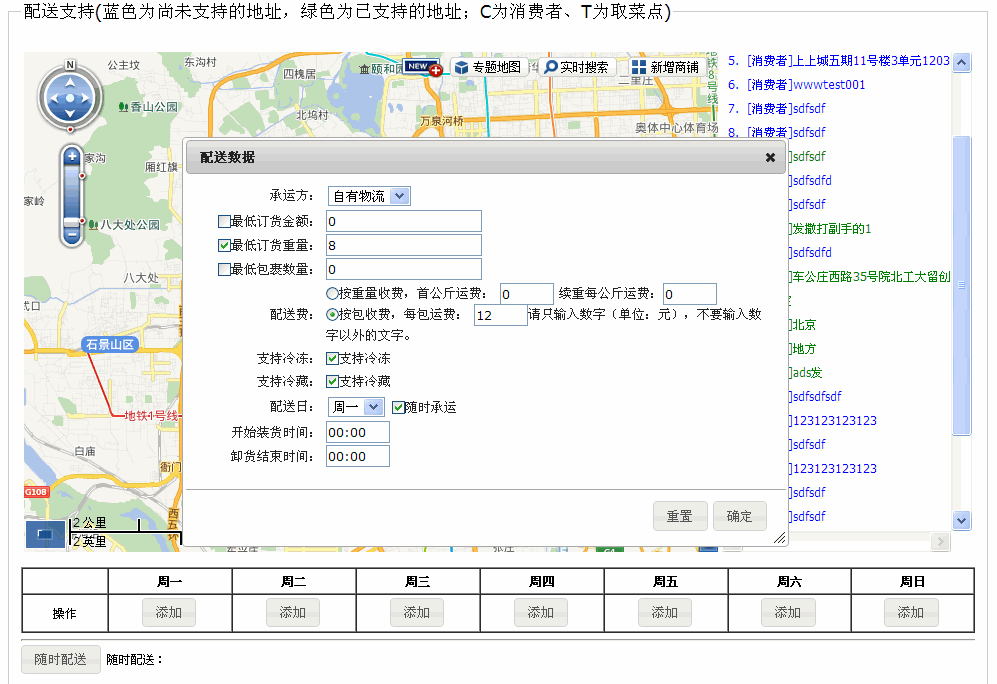 配送支持(蓝色为尚未支持的地址，绿色为已支持的地址；C为消费者、T为取菜点)
N
公主坟
东沟村
四槐居
颐和园
NEW
专题地图
实时搜索
新增商铺
地铁8号线
香山公园
北坞村
万泉河桥
奥体中心体育场
家沟
厢红旗
家岭
八大处公园
八大处
石景山区
地铁1号线
白庙
衙门
G108
西五环
2 公里
2 英里
5. [消费者]上上城五期11号楼3单元1203
6. [消费者]wwwtest001
7. [消费者]sdfsdf
8. [消费者]sdfsdf
]sdfsdf
]sdfsdfd
]sdfsdf
]发撒打副手的1
]sdfsdfd
]车公庄西路35号院北工大留创
]北京
]地方
]ads发
]sdfsdfsdf
]123123123123
]sdfsdf
]123123123123
]sdfsdf
]sdfsdf
配送数据
承运方： 自有物流
最低订货金额： 0
最低订货重量： 8
最低包裹数量： 0
按重量收费，首公斤运费： 0 续重每公斤运费： 0
配送费： 按包收费，每包运费： 12 请只输入数字（单位：元），不要输入数
字以外的文字。
支持冷冻： 支持冷冻
支持冷藏： 支持冷藏
配送日： 周一 随时承运
开始装货时间： 00:00
卸货结束时间： 00:00
重置 确定
周一 周二 周三 周四 周五 周六 周日
操作 添加 添加 添加 添加 添加 添加 添加
随时配送 随时配送：